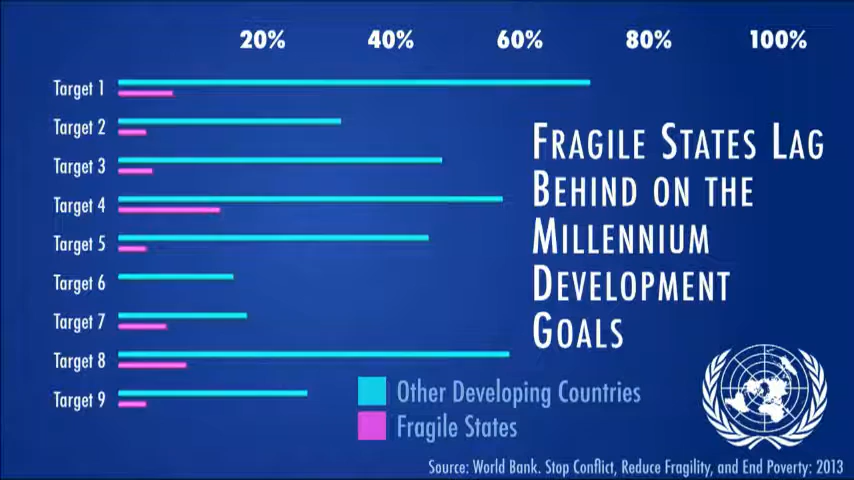 20% 40% 60% 80% 100%
Target 1
Target 2
Target 3
Target 4
Target 5
Target 6
Target 7
Target 8
Target 9
FRAGILE STATES LAG
BEHIND ON THE
MILLENNIUM
DEVELOPMENT
GOALS
Other Developing Countries
Fragile States
Source: World Bank. Stop Conflict, Reduce Fragility, and End Poverty: 2013